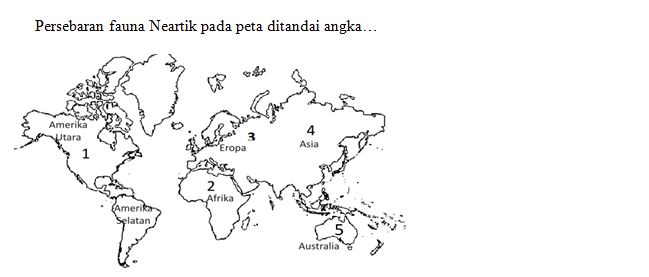 Persebaran fauna Neartik pada peta ditandai angka…
Amerika
Utara
1
3
Eropa
4
Asia
2
Afrika
Amerika
Selatan
5
Australia